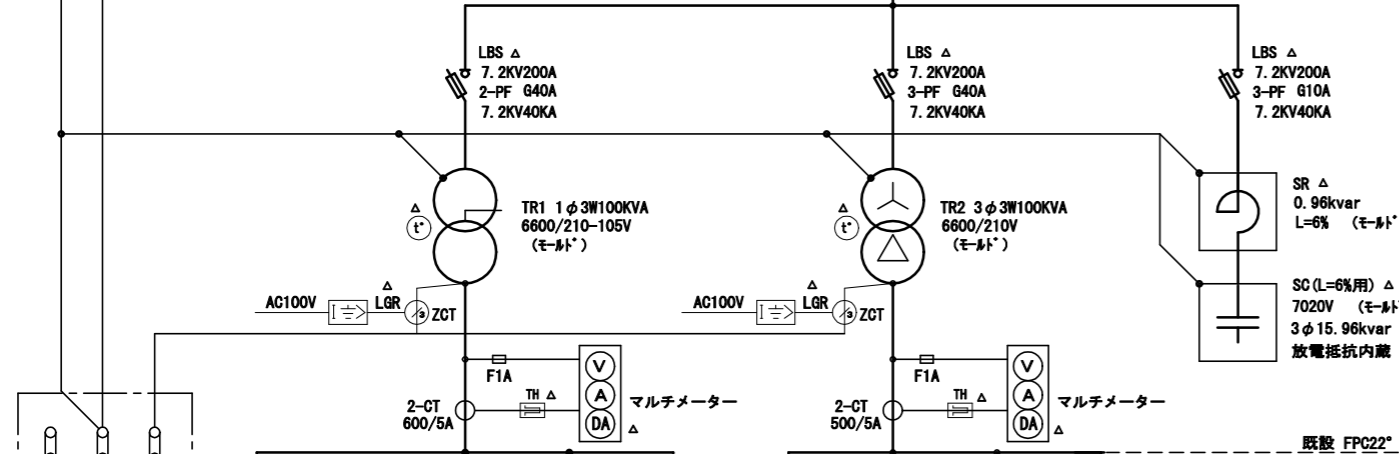 LBS △
7.2KV200A
2-PF G40A
7.2KV40KA
LBS △
7.2KV200A
3-PF G40A
7.2KV40KA
LBS △
7.2KV200A
3-PF G10A
7.2KV40KA
△
t°
TR1 1φ3W100KVA
6600/210-105V
(ﾓｰﾙﾄﾞ)
△
t°
TR2 3φ3W100KVA
6600/210V
(ﾓｰﾙﾄﾞ)
SR △
0.96kvar
L=6% (ﾓｰﾙﾄﾞ
SC(L=6%用) △
7020V (ﾓｰﾙﾄﾞ
3φ15.96kvar
放電抵抗内蔵
AC100V
I
△
LGR
3
ZCT
AC100V
I
△
LGR
3
ZCT
F1A
2-CT
600/5A
TH △
V
A
DA
マルチメーター
△
F1A
2-CT
500/5A
TH △
V
A
DA
マルチメーター
△
既設 FPC22°